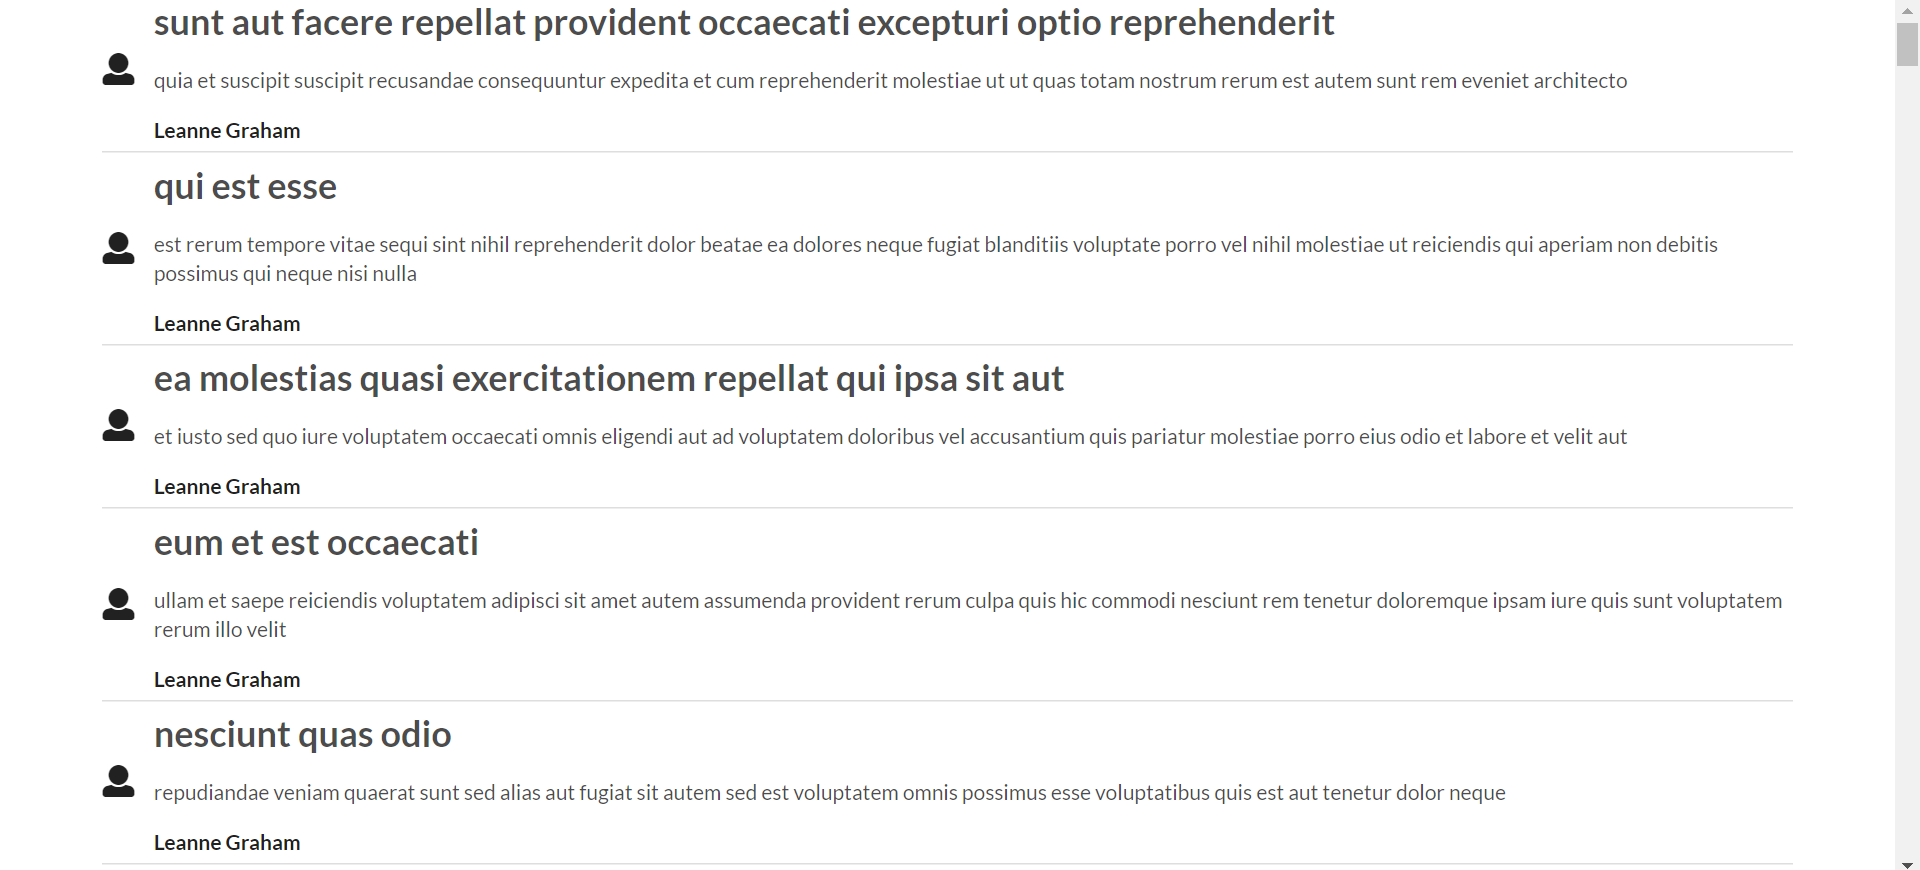 sunt aut facere repellat provident occaecati excepturi optio reprehenderit
quia et suscipit suscipit recusandae consequuntur expedita et cum reprehenderit molestiae ut ut quas totam nostrum rerum est autem sunt rem eveniet architecto
Leanne Graham
qui est esse
est rerum tempore vitae sequi sint nihil reprehenderit dolor beatae ea dolores neque fugiat blanditiis voluptate porro vel nihil molestiae ut reiciendis qui aperiam non debitis
possimus qui neque nisi nulla
Leanne Graham
ea molestias quasi exercitationem repellat qui ipsa sit aut
et iusto sed quo iure voluptatem occaecati omnis eligendi aut ad voluptatem doloribus vel accusantium quis pariatur molestiae porro eius odio et labore et velit aut
Leanne Graham
eum et est occaecati
ullam et saepe reiciendis voluptatem adipisci sit amet autem assumenda provident rerum culpa quis hic commodi nesciunt rem tenetur doloremque ipsam iure quis sunt voluptatem
rerum illo velit
Leanne Graham
nesciunt quas odio
repudiandae veniam quaerat sunt sed alias aut fugiat sit autem sed est voluptatem omnis possimus esse voluptatibus quis est aut tenetur dolor neque
Leanne Graham